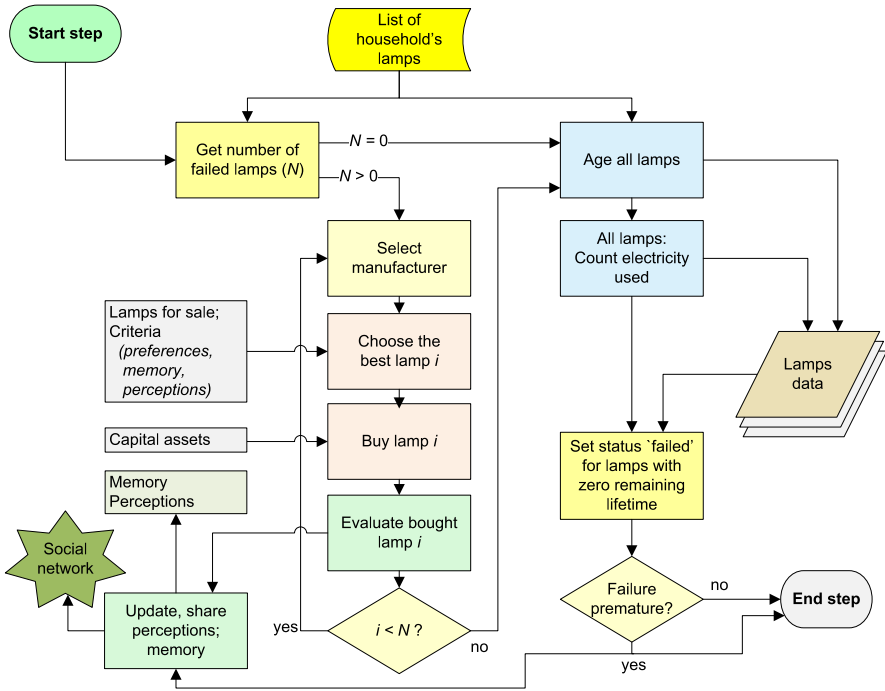 Start step
List of
household's
lamps
Get number of
failed lamps (N)
N = 0
N > 0
Age all lamps
Select
manufacturer
All lamps:
Count electricity
used
Lamps for sale;
Criteria
(preferences,
memory,
perceptions)
Choose the
best lamp i
Lamps
data
Capital assets
Buy lamp i
Set status `failed'
for lamps with
zero remaining
lifetime
Memory
Perceptions
Evaluate bought
lamp i
Social
network
Update, share
perceptions;
memory
i < N ?
yes
no
Failure
premature?
no
yes
End step